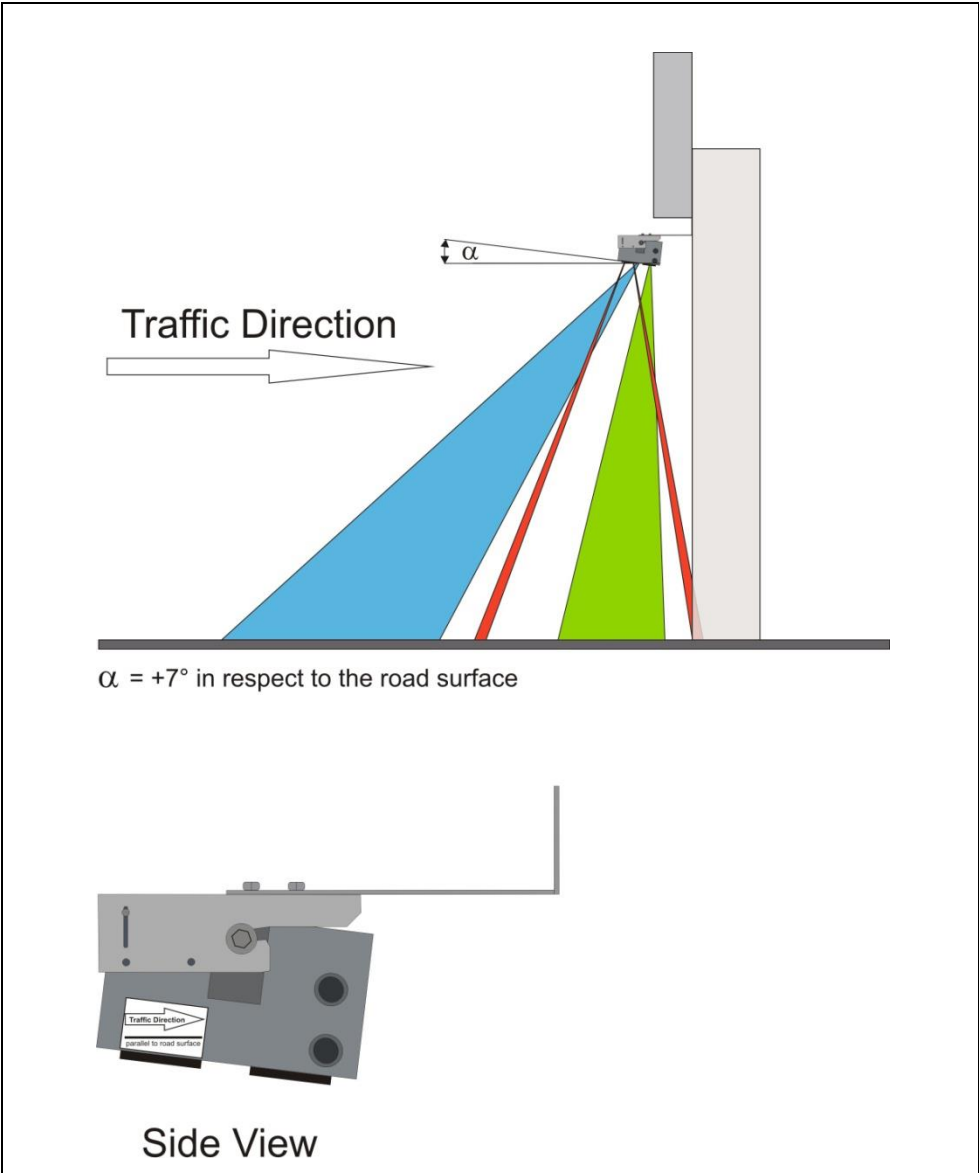 α
Traffic Direction
α = +7° in respect to the road surface
Traffic Direction
parallel to road surface
Side View